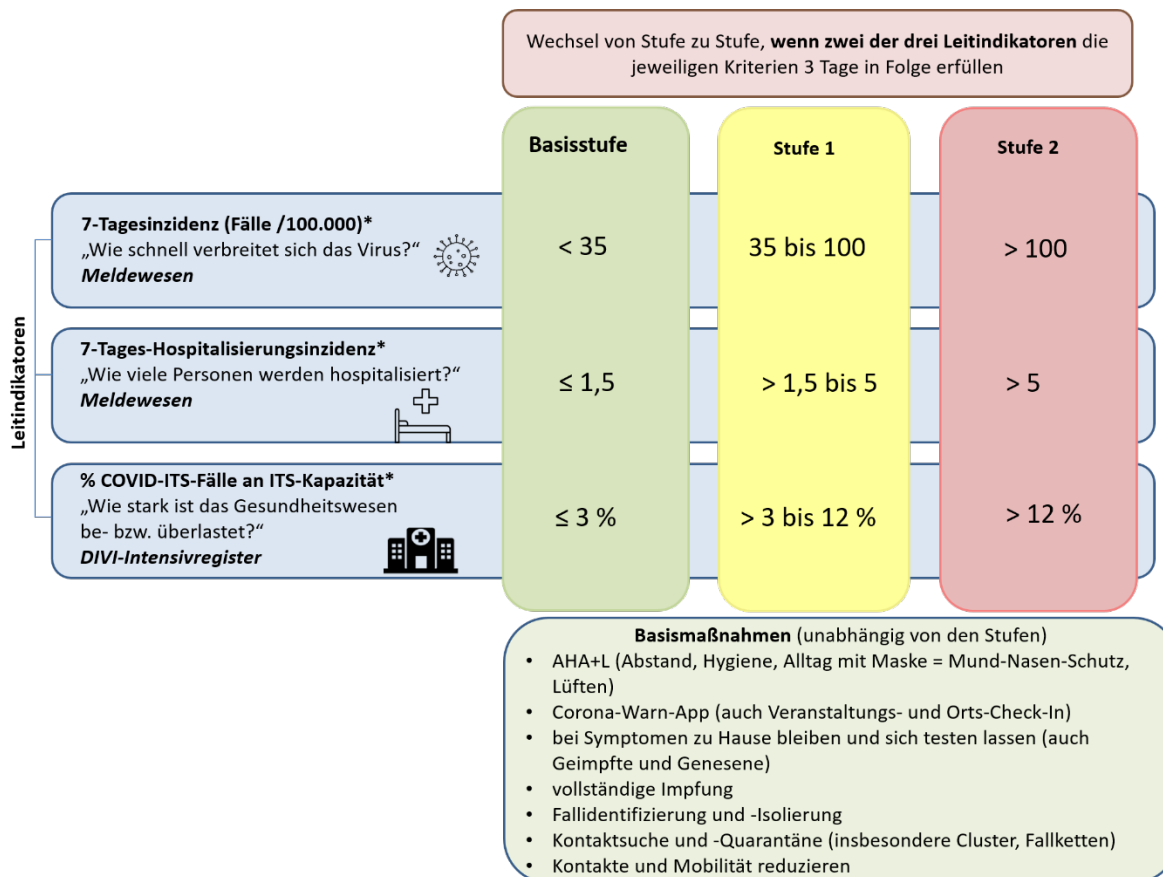 Wechsel von Stufe zu Stufe, wenn zwei der drei Leitindikatoren die
jeweiligen Kriterien 3 Tage in Folge erfüllen
Basisstufe
Stufe 1
Stufe 2
Leitindikatoren
7-Tagesinzidenz (Fälle /100.000)*
„Wie schnell verbreitet sich das Virus?“
Meldewesen
< 35
35 bis 100
> 100
7-Tages-Hospitalisierungsinzidenz*
„Wie viele Personen werden hospitalisiert?“
Meldewesen
≤ 1,5
> 1,5 bis 5
> 5
% COVID-ITS-Fälle an ITS-Kapazität*
„Wie stark ist das Gesundheitswesen
be- bzw. überlastet?“
DIVI-Intensivregister
≤ 3 %
> 3 bis 12 %
> 12 %
Basismaßnahmen (unabhängig von den Stufen)
• AHA+L (Abstand, Hygiene, Alltag mit Maske = Mund-Nasen-Schutz,
Lüften)
• Corona-Warn-App (auch Veranstaltungs- und Orts-Check-In)
• bei Symptomen zu Hause bleiben und sich testen lassen (auch
Geimpfte und Genesene)
• vollständige Impfung
• Fallidentifizierung und -Isolierung
• Kontaktsuche und -Quarantäne (insbesondere Cluster, Fallketten)
• Kontakte und Mobilität reduzieren